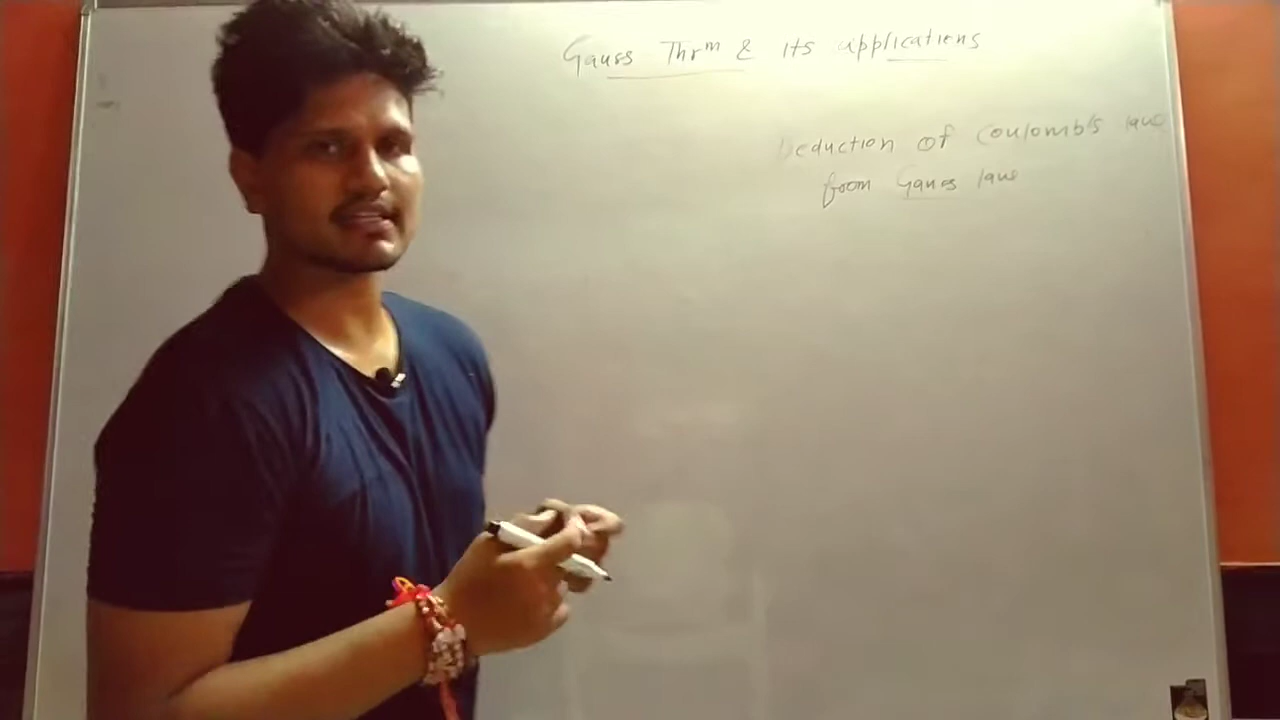 Gauss Thrm & its applications
Deduction of Coulomb's law
from Gauss law